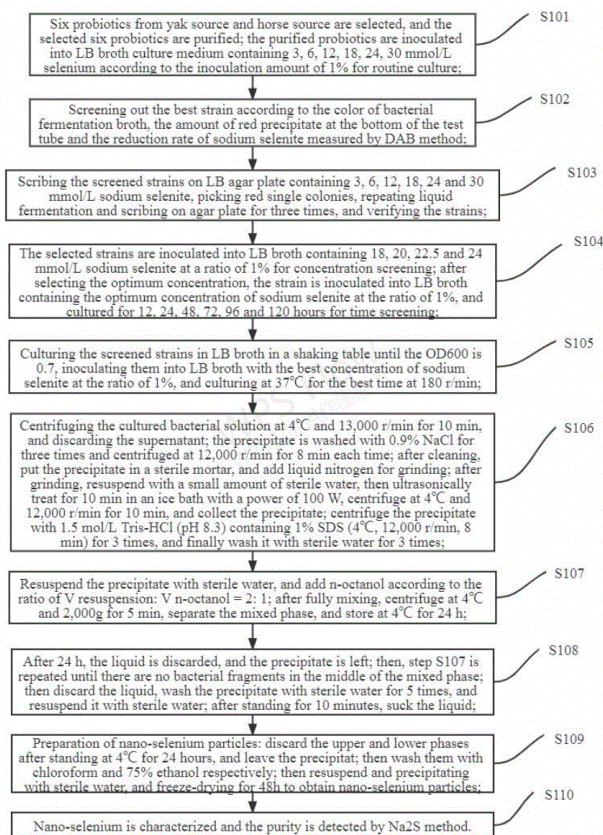 Six probiotics from yak source and horse source are selected, and the
selected six probiotics are purified; the purified probiotics are inoculated
into LB broth culture medium containing 3, 6, 12, 18, 24, 30 mmol/L
selenium according to the inoculation amount of 1% for routine culture;
S101
Screening out the best strain according to the color of bacterial
fermentation broth, the amount of red precipitate at the bottom of the test
tube and the reduction rate of sodium selenite measured by DAB method;
S102
Scribing the screened strains on LB agar plate containing 3, 6, 12, 18, 24 and 30
mmol/L sodium selenite, picking red single colonies, repeating liquid
fermentation and scribing on agar plate for three times, and verifying the strains;
S103
The selected strains are inoculated into LB broth containing 18, 20, 22.5 and 24
mmol/L sodium selenite at a ratio of 1% for concentration screening; after
selecting the optimum concentration, the strain is inoculated into LB broth
containing the optimum concentration of sodium selenite at the ratio of 1%, and
cultured for 12, 24, 48, 72, 96 and 120 hours for time screening;
S104
Culturing the screened strains in LB broth in a shaking table until the OD600 is
0.7, inoculating them into LB broth with the best concentration of sodium
selenite at the ratio of 1%, and culturing at 37℃ for the best time at 180 r/min;
S105
Centrifuging the cultured bacterial solution at 4℃ and 13,000 r/min for 10 min,
and discarding the supernatant; the precipitate is washed with 0.9% NaCl for
three times and centrifuged at 12,000 r/min for 8 min each time; after cleaning,
put the precipitate in a sterile mortar, and add liquid nitrogen for grinding; after
grinding, resuspend with a small amount of sterile water, then ultrasonically
treat for 10 min in an ice bath with a power of 100 W, centrifuge at 4℃ and
12,000 r/min for 10 min, and collect the precipitate; centrifuge the precipitate
with 1.5 mol/L Tris-HCl (pH 8.3) containing 1% SDS (4℃, 12,000 r/min, 8
min) for 3 times, and finally wash it with sterile water for 3 times;
S106
Resuspend the precipitate with sterile water, and add n-octanol according to the
ratio of V resuspension: V n-octanol = 2: 1; after fully mixing, centrifuge at 4℃
and 2,000g for 5 min, separate the mixed phase, and store at 4℃ for 24 h;
S107
After 24 h, the liquid is discarded, and the precipitate is left; then, step S107 is
repeated until there are no bacterial fragments in the middle of the mixed phase;
then discard the liquid, wash the precipitate with sterile water for 5 times, and
resuspend it with sterile water; after standing for 10 minutes, suck the liquid;
S108
Preparation of nano-selenium particles: discard the upper and lower phases
after standing at 4℃ for 24 hours, and leave the precipitat; then wash them with
chloroform and 75% ethanol respectively; then resuspend and precipitating
with sterile water, and freeze-drying for 48h to obtain nano-selenium particles;
S109
Nano-selenium is characterized and the purity is detected by Na2S method.
S110